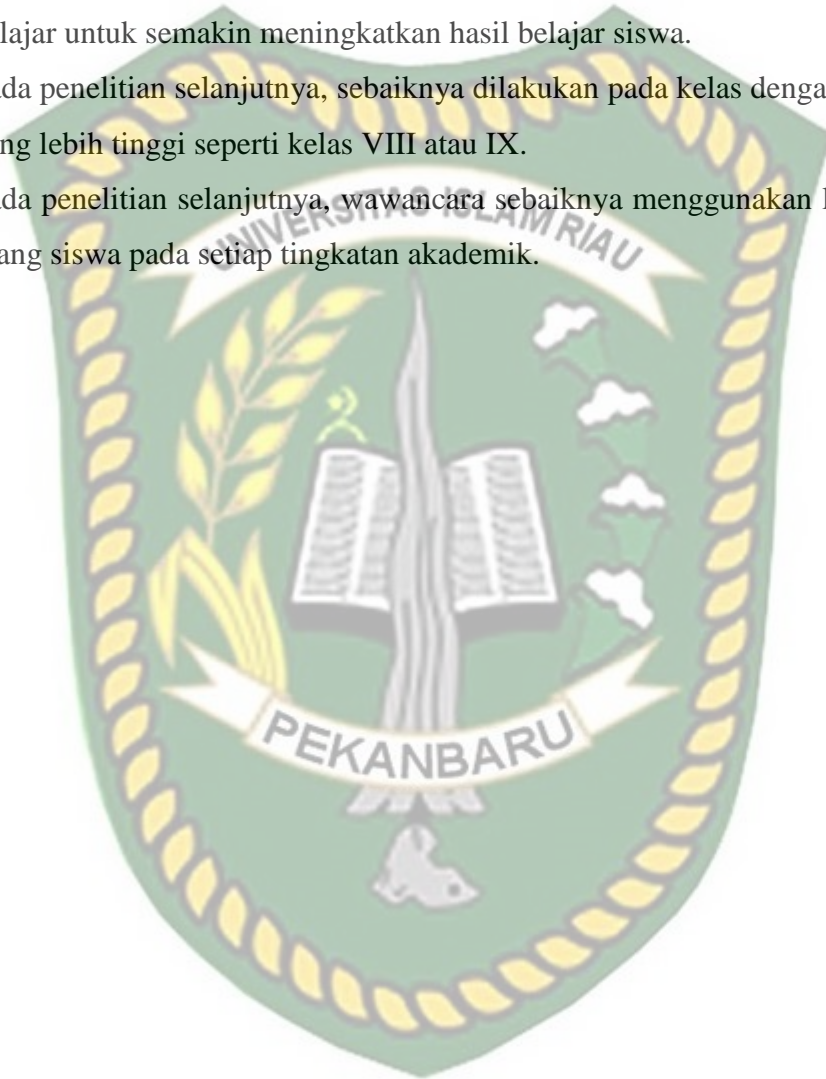 lajar untuk semakin meningkatkan hasil belajar siswa.
da penelitian selanjutnya, sebaiknya dilakukan pada kelas denga
ng lebih tinggi seperti kelas VIII atau IX.
da penelitian selanjutnya, wawancara sebaiknya menggunakan
ang siswa pada setiap tingkatan akademik.
UNIVERSITAS ISLAM RIAU
PEKANBARU